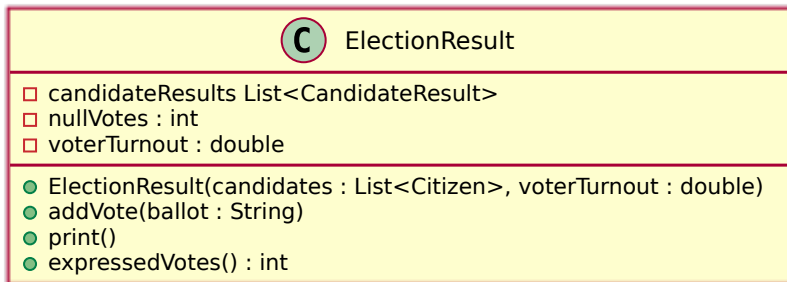 C ElectionResult
candidateResults List<CandidateResult>
nullVotes : int
voterTurnout : double
ElectionResult(candidates : List<Citizen>, voterTurnout : double)
addVote(ballot : String)
print()
expressedVotes() : int